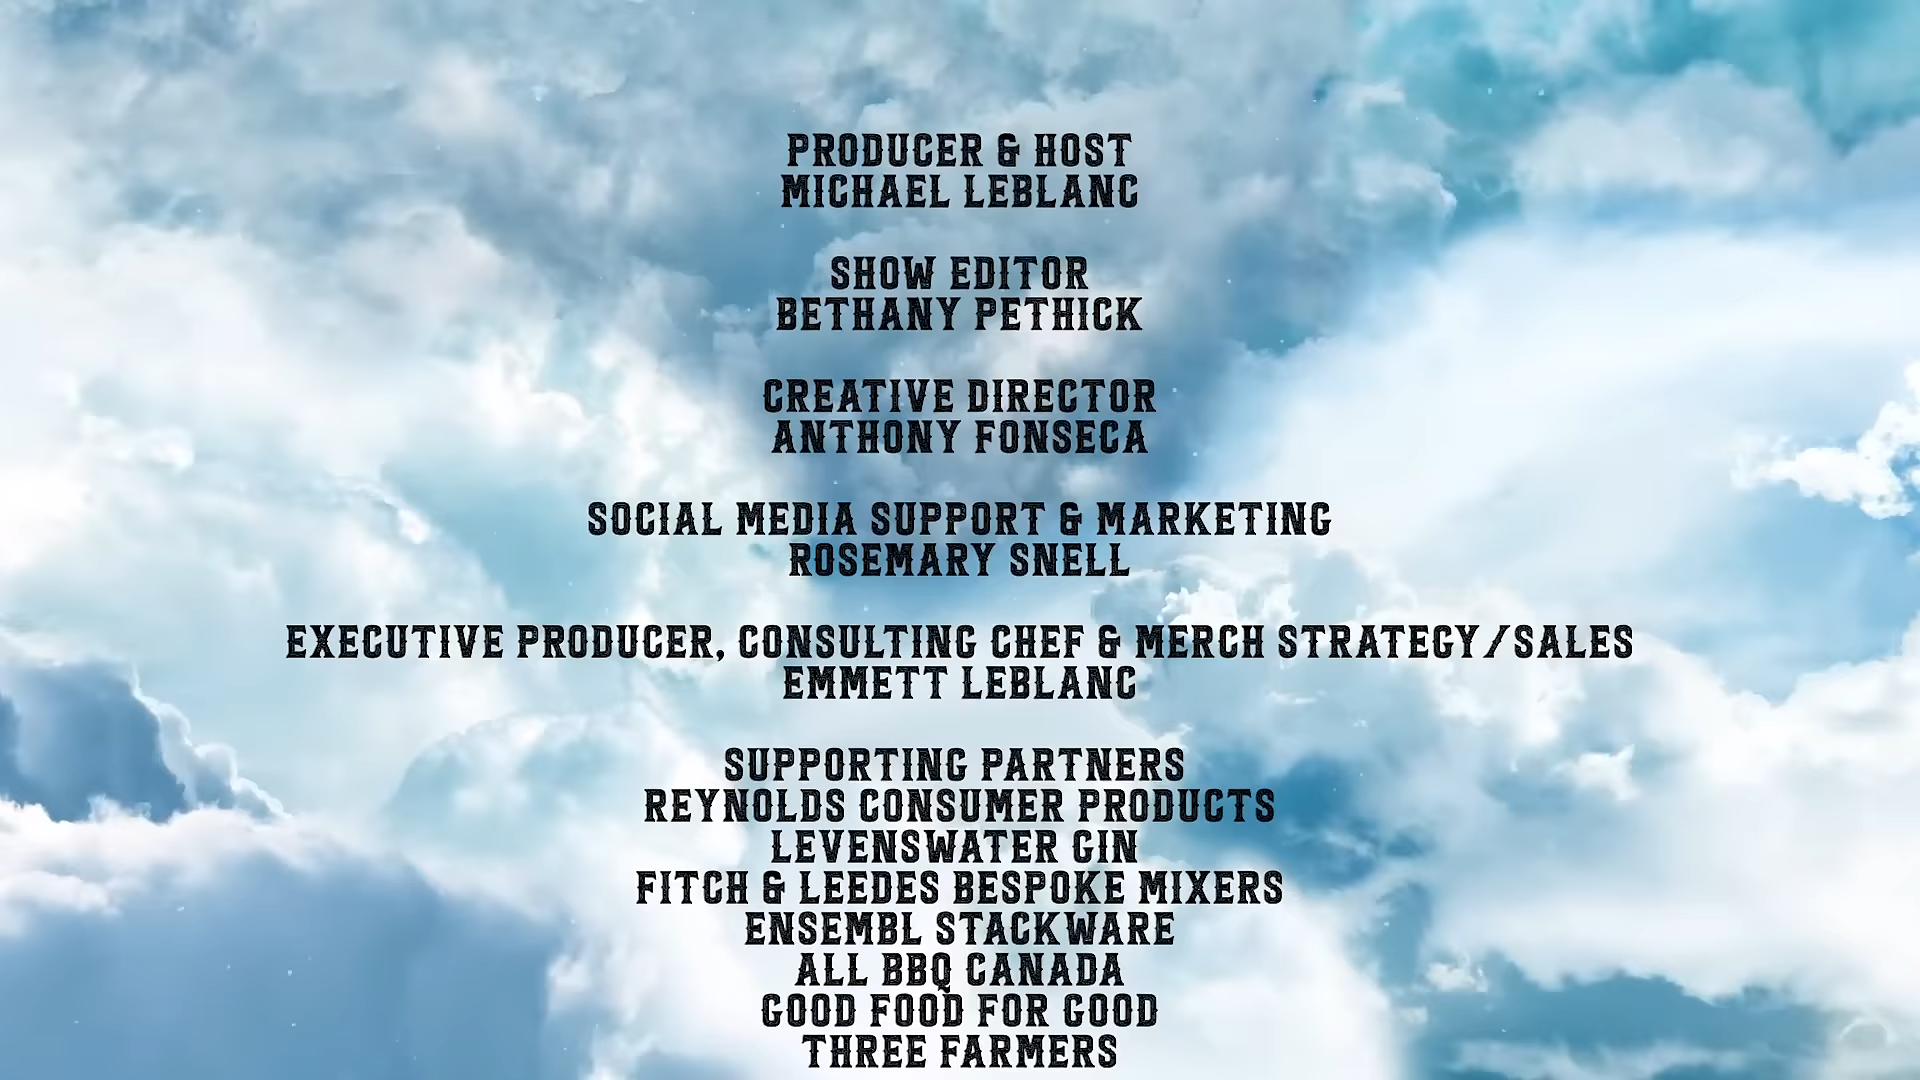 PRODUCER & HOST
MICHAEL LEBLANC
SHOW EDITOR
BETHANY PETHICK
CREATIVE DIRECTOR
ANTHONY FONSECA
SOCIAL MEDIA SUPPORT & MARKETING
ROSEMARY SNELL
EXECUTIVE PRODUCER, CONSULTING CHEF & MERCH STRATEGY/SALES
EMMETT LEBLANC
SUPPORTING PARTNERS
REYNOLDS CONSUMER PRODUCTS
LEVENSWATER GIN
FITCH & LEEDES BESPOKE MIXERS
ENSEMBL STACKWARE
ALL BBQ CANADA
GOOD FOOD FOR GOOD
THREE FARMERS